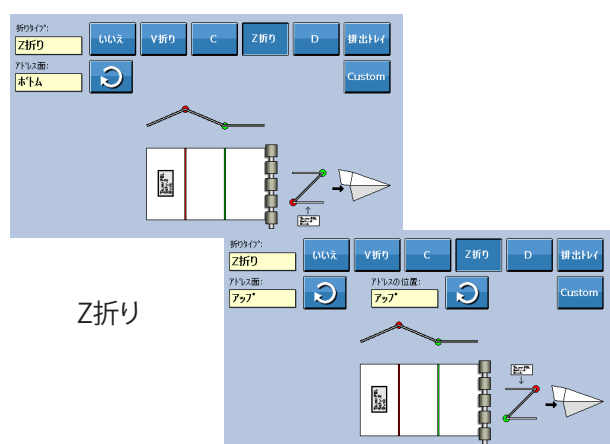 折りタイプ:
Z折り
いいえ
V折り
C
Z折り
D
排出トレイ
アドレス面:
ボトム
Custom
Z折り
折りタイプ:
Z折り
いいえ
V折り
C
Z折り
D
排出トレイ
アドレス面:
アップ
アドレスの位置:
アップ
Custom